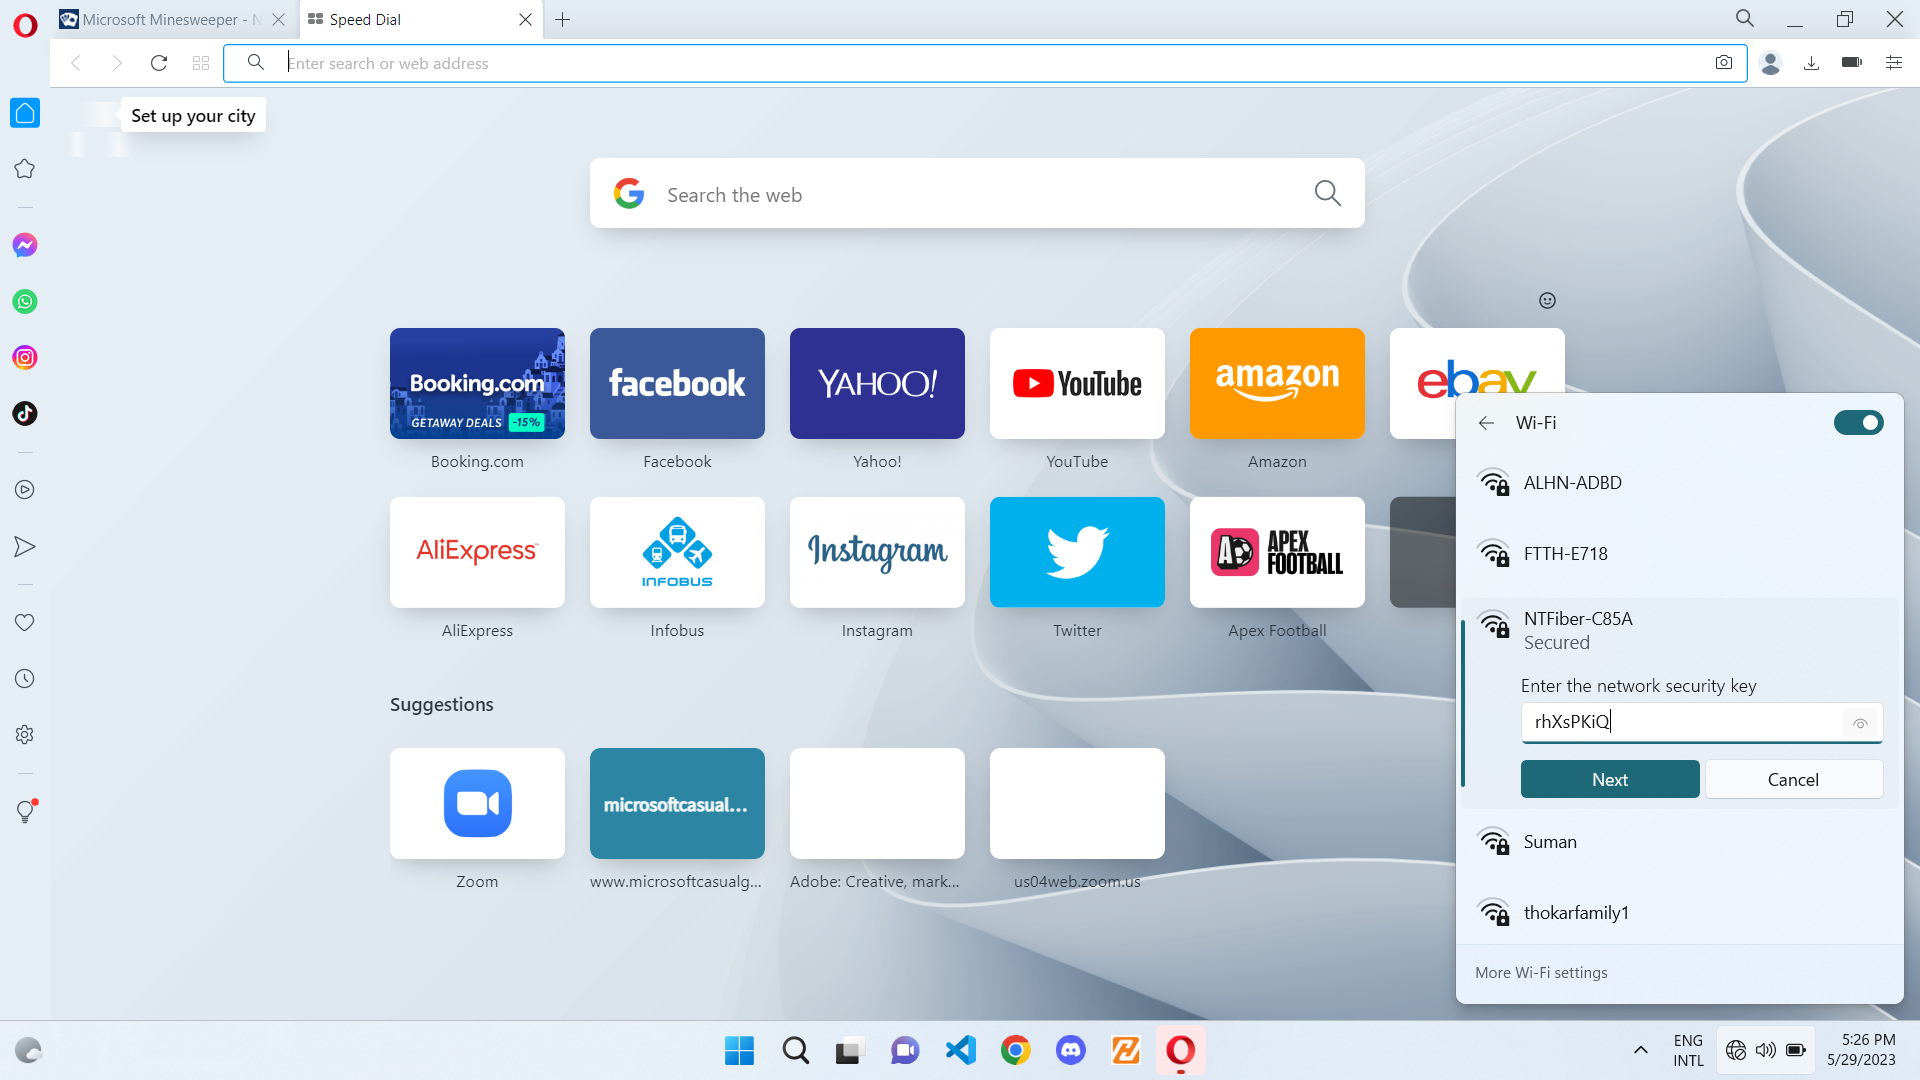 Microsoft Minesweeper - N
Speed Dial
Enter search or web address
Set up your city
Search the web
Booking.com
GETAWAY DEALS -15%
facebook
YAHOO!
YouTube
amazon
ebay
Booking.com
Facebook
Yahoo!
YouTube
Amazon
AliExpress
INFOBUS
Instagram
APEX
FOOTBALL
AliExpress
Infobus
Instagram
Twitter
Apex Football
Suggestions
microsoftcasual...
Zoom
www.microsoftcasualg...
Adobe: Creative, mark...
us04web.zoom.us
Wi-Fi
ALHN-ADBD
FTTH-E718
NTFiber-C85A
Secured
Enter the network security key
rhXsPKiQ
Next
Cancel
Suman
thokarfamily1
More Wi-Fi settings
ENG
INTL
5:26 PM
5/29/2023